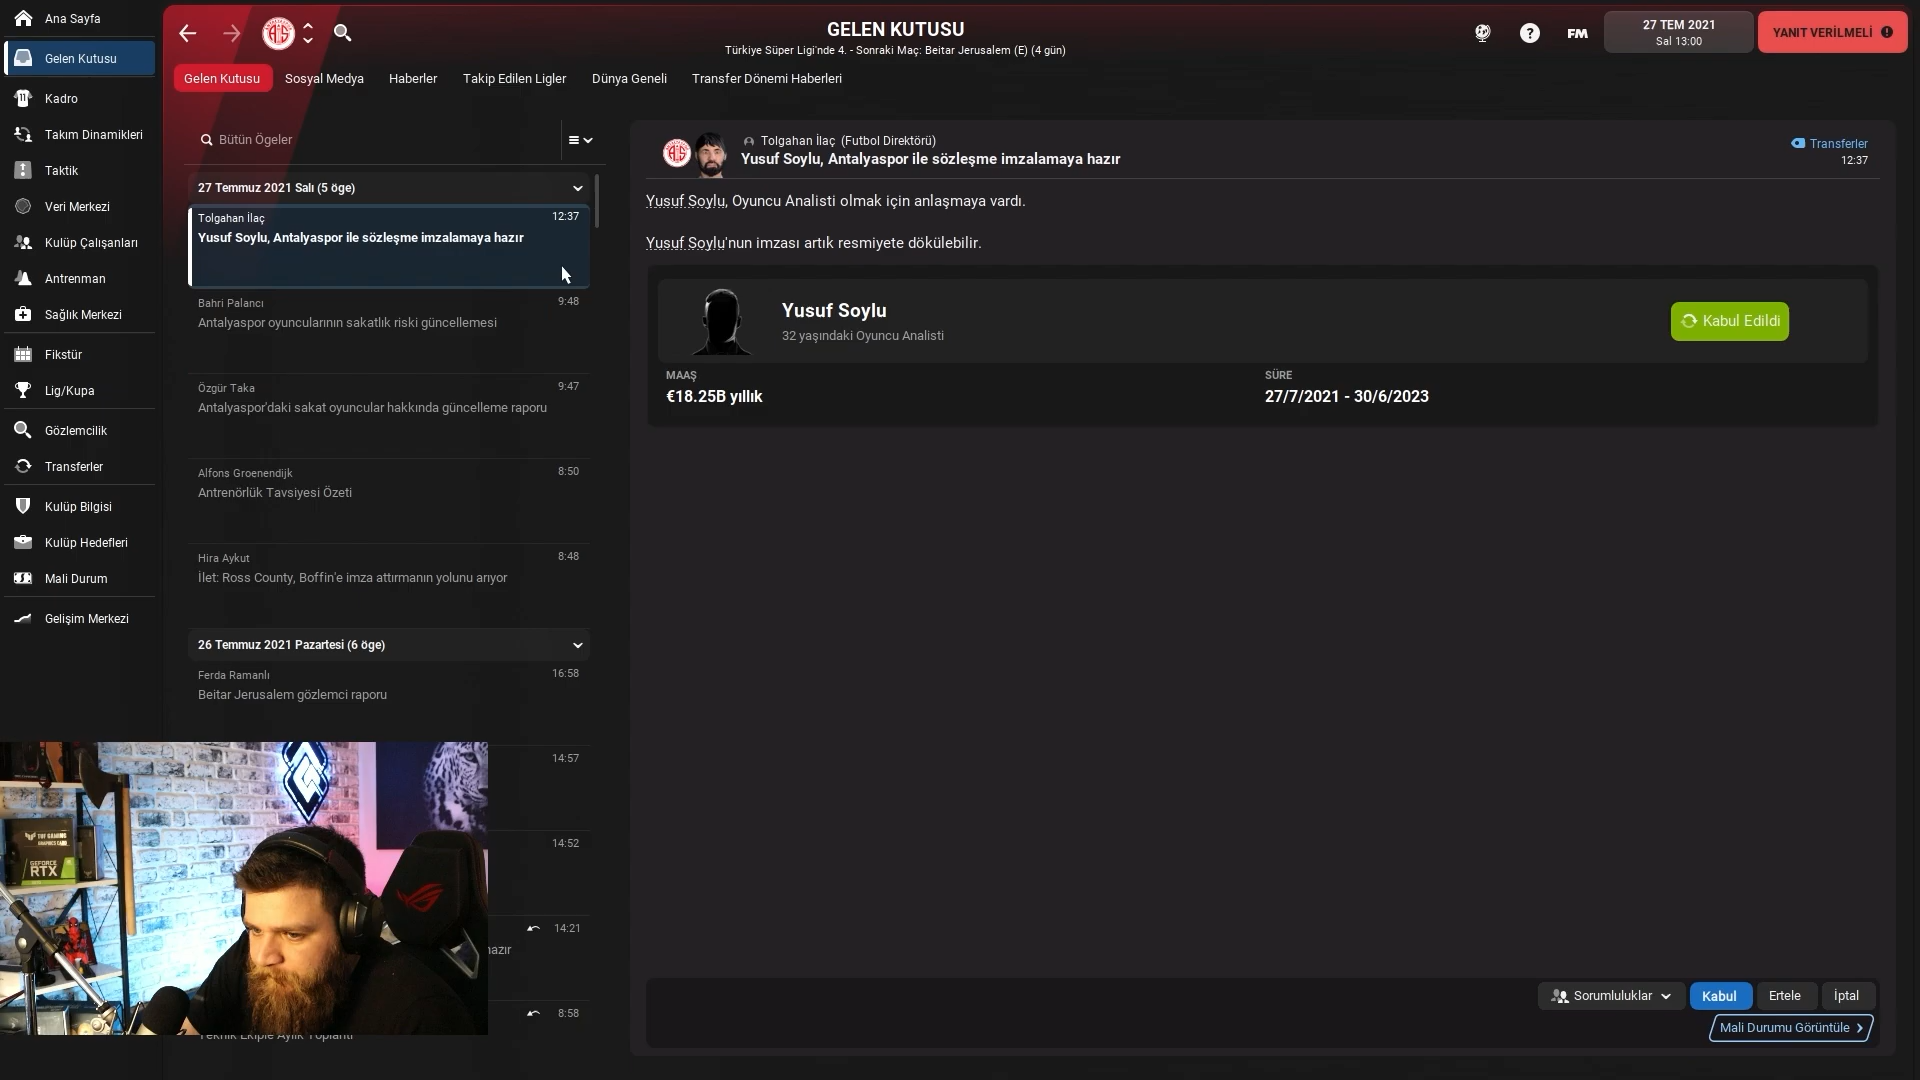 Ana Sayfa
Gelen Kutusu
Kadro
Takım Dinamikleri
Taktik
Veri Merkezi
Kulüp Çalışanları
Antrenman
Sağlık Merkezi
Fikstür
Lig/Kupa
Gözlemcilik
Transferler
Kulüp Bilgisi
Kulüp Hedefleri
Mali Durum
Gelişim Merkezi
GELEN KUTUSU
Türkiye Süper Ligi'nde 4. - Sonraki Maç: Beitar Jerusalem (E) (4 gün)
FM
27 TEM 2021
Sal 13:00
YANIT VERİLMELİ
Gelen Kutusu Sosyal Medya Haberler Takip Edilen Ligler Dünya Geneli Transfer Dönemi Haberleri
Bütün Ögeler
27 Temmuz 2021 Salı (5 öge)
Tolgahan İlaç 12:37
Yusuf Soylu, Antalyaspor ile sözleşme imzalamaya hazır
Bahri Palancı 9:48
Antalyaspor oyuncularının sakatlık riski güncellemesi
Özgür Taka 9:47
Antalyaspor'daki sakat oyuncular hakkında güncelleme raporu
Alfons Groenendijk 8:50
Antrenörlük Tavsiyesi Özeti
Hira Aykut 8:48
İlet: Ross County, Boffin'e imza attırmanın yolunu arıyor
26 Temmuz 2021 Pazartesi (6 öge)
Ferda Ramanlı 16:58
Beitar Jerusalem gözlemci raporu
14:57
14:52
14:21
8:58
Teknik Ekiple Aylık Toplantı
Tolgahan İlaç (Futbol Direktörü)
Yusuf Soylu, Antalyaspor ile sözleşme imzalamaya hazır
Transferler
12:37
Yusuf Soylu, Oyuncu Analisti olmak için anlaşmaya vardı.
Yusuf Soylu'nun imzası artık resmiyete dökülebilir.
Yusuf Soylu
32 yaşındaki Oyuncu Analisti
Kabul Edildi
MAAŞ
€18.25B yıllık
SÜRE
27/7/2021 - 30/6/2023
Sorumluluklar
Kabul
Ertele
İptal
Mali Durumu Görüntüle
TUF GAMING
GEFORCE
RTX